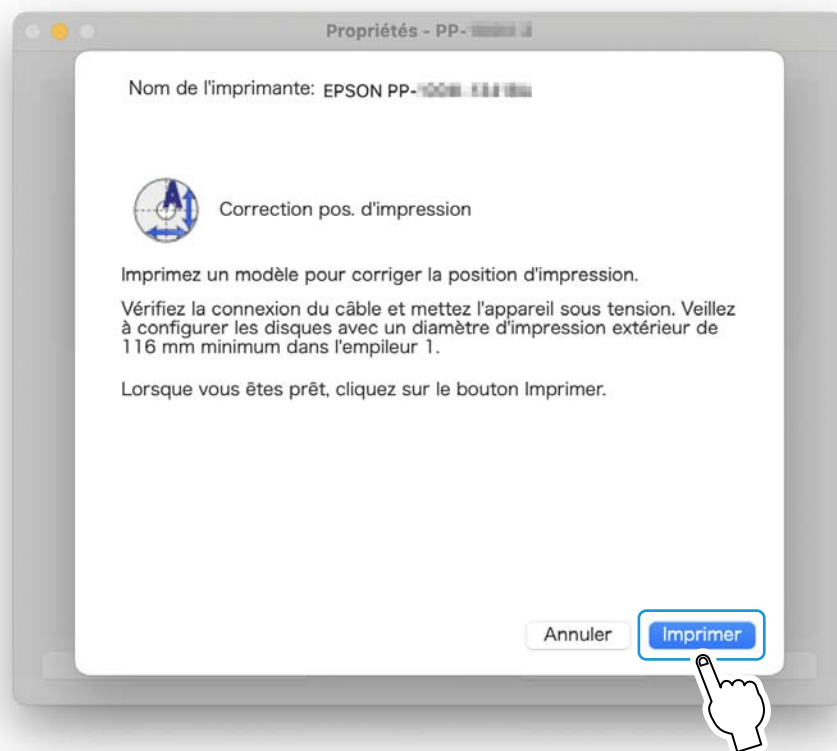 Propriétés - PP-
Nom de l'imprimante: EPSON PP-
A
Correction pos. d'impression
Imprimez un modèle pour corriger la position d'impression.
Vérifiez la connexion du câble et mettez l'appareil sous tension. Veillez
à configurer les disques avec un diamètre d'impression extérieur de
116 mm minimum dans l'empileur 1.
Lorsque vous êtes prêt, cliquez sur le bouton Imprimer.
Annuler
Imprimer